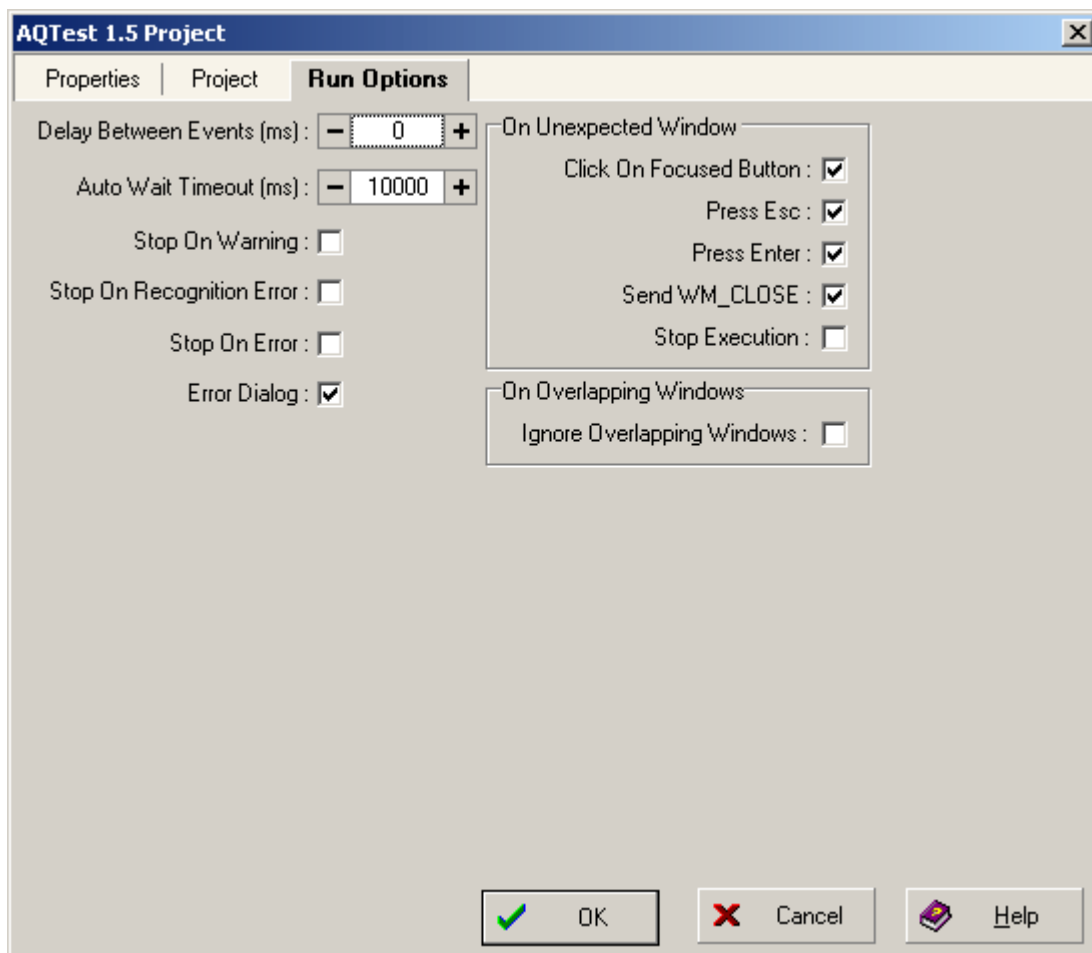 AQTest 1.5 Project
Properties Project Run Options
Delay Between Events (ms) : 0
Auto Wait Timeout (ms) : 10000
Stop On Warning :
Stop On Recognition Error :
Stop On Error :
Error Dialog :
On Unexpected Window
Click On Focused Button :
Press Esc :
Press Enter :
Send WM_CLOSE :
Stop Execution :
On Overlapping Windows
Ignore Overlapping Windows :
OK Cancel Help